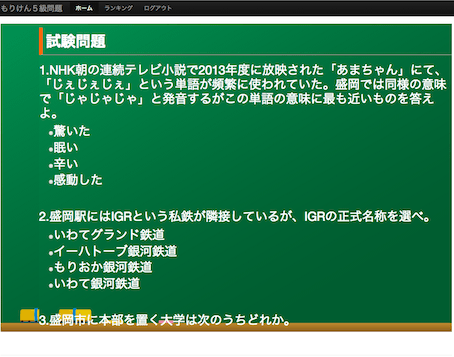 もりけん５級問題 ホーム ランキング ログアウト
試験問題
1.NHK朝の連続テレビ小説で2013年度に放映された「あまちゃん」にて、
「じぇじぇじぇ」という単語が頻繁に使われていた。盛岡では同様の意味
で「じゃじゃじゃ」と発音するがこの単語の意味に最も近いものを答え
よ。
●驚いた
●眠い
●辛い
●感動した
2.盛岡駅にはIGRという私鉄が隣接しているが、IGRの正式名称を選べ。
●いわてグランド鉄道
●イーハトーブ銀河鉄道
●もりおか銀河鉄道
●いわて銀河鉄道
3.盛岡市に本部を置く大学は次のうちどれか。